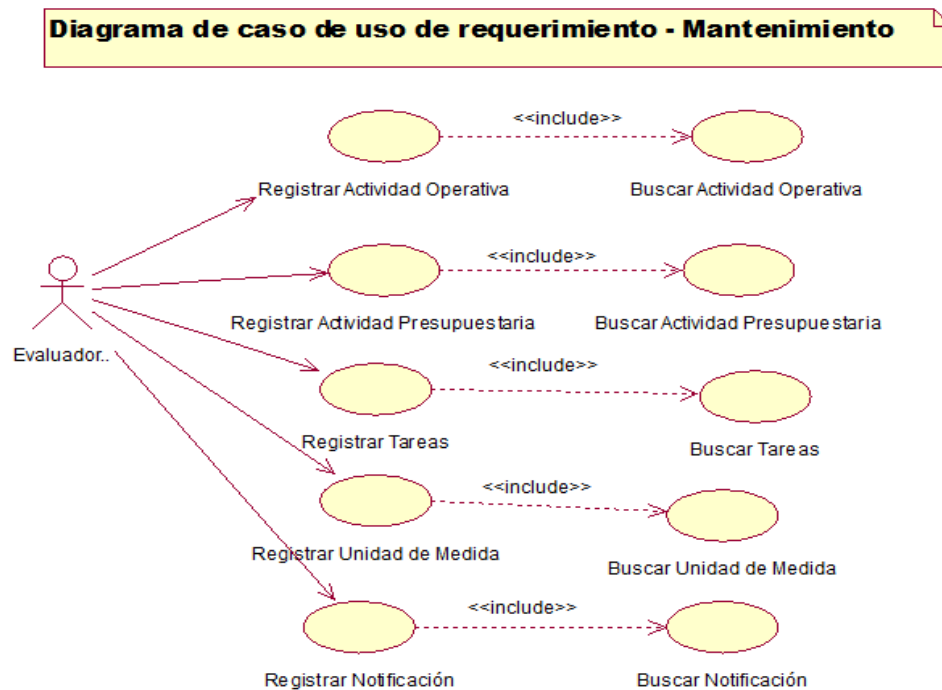 Diagrama de caso de uso de requerimiento - Mantenimiento
<<include>>
Registrar Actividad Operativa
Buscar Actividad Operativa
<<include>>
Registrar Actividad Presupuestaria
Buscar Actividad Presupuestaria
Evaluador..
<<include>>
Registrar Tareas
Buscar Tareas
<<include>>
Registrar Unidad de Medida
Buscar Unidad de Medida
<<include>>
Registrar Notificación
Buscar Notificación